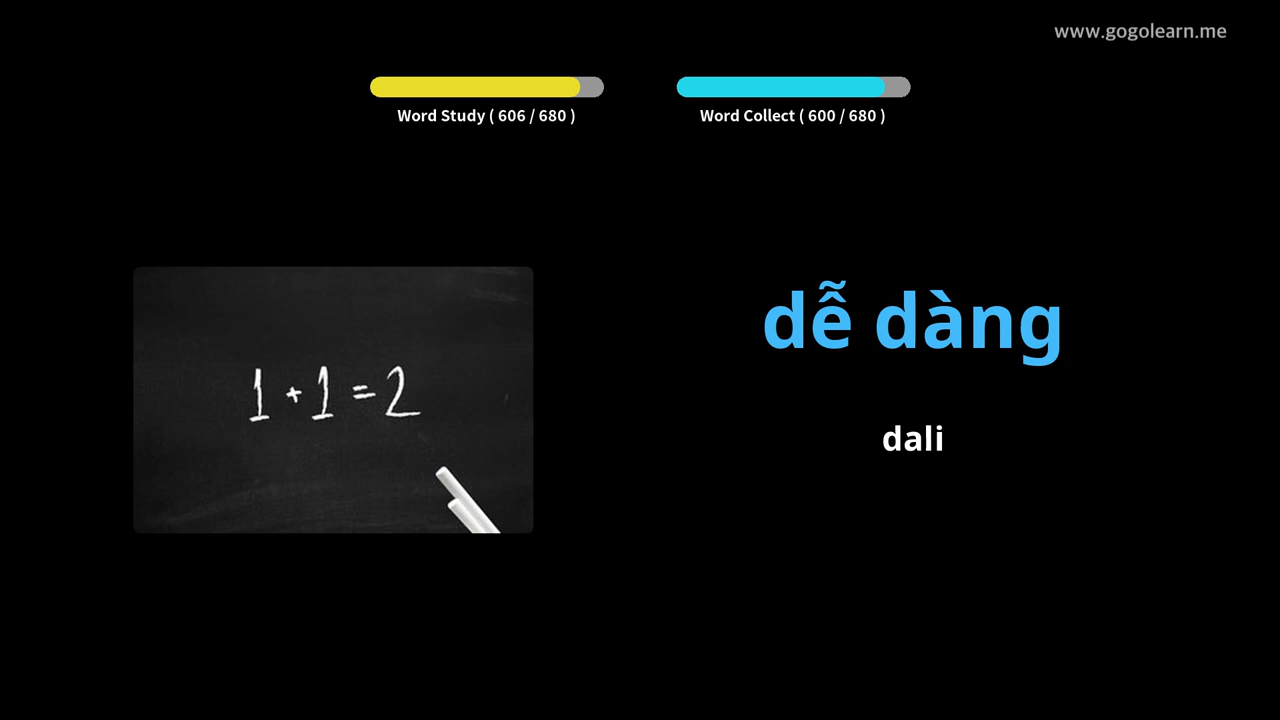 www.gogolearn.me
Word Study ( 606 / 680 )
Word Collect ( 600 / 680 )
dễ dàng
1 + 1 = 2
dali